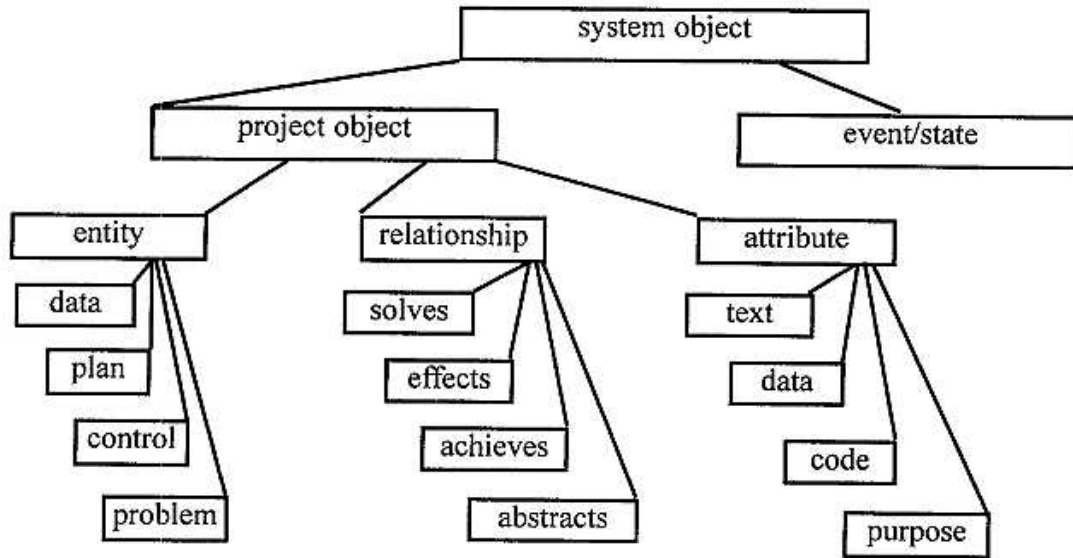 system object
project object
event/state
entity
relationship
attribute
data
solves
text
plan
effects
data
control
achieves
code
problem
abstracts
purpose